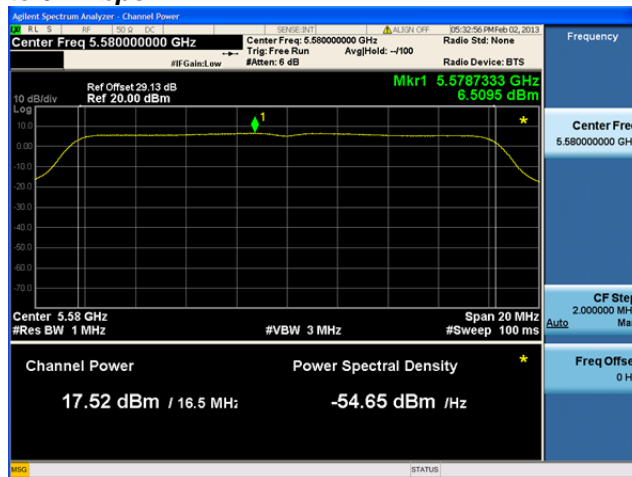 Agilent Spectrum Analyzer - Channel Power
RL S RF 50 Ω DC SENSE:INT ALIGN OFF 05:32:56 PM Feb 02, 2013
Center Freq 5.580000000 GHz
Center Freq: 5.580000000 GHz
Radio Std: None
Trig: Free Run Avg|Hold: --/100
#IFGain:Low #Atten: 6 dB Radio Device: BTS
Frequency
Mkr1 5.5787333 GHz
6.5095 dBm
Ref Offset 29.13 dB
10 dB/div Ref 20.00 dBm
Log
10.0
0.00
-10.0
-20.0
-30.0
-40.0
-50.0
-60.0
-70.0
1
*
Center Fre
5.580000000 GH
Center 5.58 GHz Span 20 MHz
#Res BW 1 MHz #VBW 3 MHz #Sweep 100 ms
CF Step
2.000000 MH
Auto Ma
Channel Power Power Spectral Density *
17.52 dBm / 16.5 MHz -54.65 dBm /Hz
Freq Offse
0 H
MSG STATUS